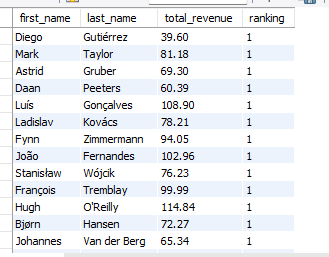 first_name last_name total_revenue ranking
Diego Gutiérrez 39.60 1
Mark Taylor 81.18 1
Astrid Gruber 69.30 1
Daan Peeters 60.39 1
Luís Gonçalves 108.90 1
Ladislav Kovács 78.21 1
Fynn Zimmermann 94.05 1
João Fernandes 102.96 1
Stanisław Wójcik 76.23 1
François Tremblay 99.99 1
Hugh O'Reilly 114.84 1
Bjørn Hansen 72.27 1
Johannes Van der Berg 65.34 1